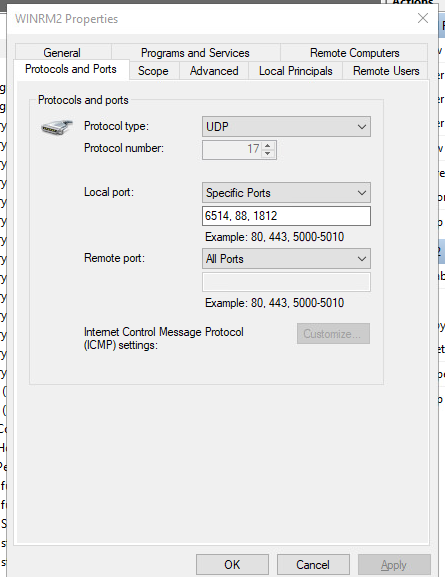 Actions
WINRM2 Properties
General Programs and Services Remote Computers
Protocols and Ports Scope Advanced Local Principals Remote Users
Protocols and ports
Protocol type: UDP
Protocol number: 17
Local port: Specific Ports
6514, 88, 1812
Example: 80, 443, 5000-5010
Remote port: All Ports
Example: 80, 443, 5000-5010
Internet Control Message Protocol
(ICMP) settings: Customize...
OK Cancel Apply